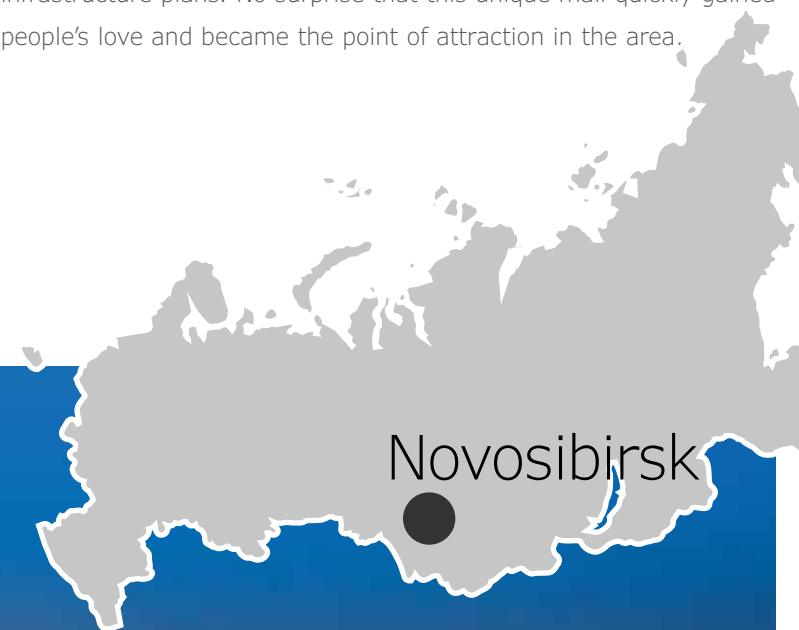 infrastructure plans. No surprise that this unique mall quickly gained
people's love and became the point of attraction in the area.
Novosibirsk